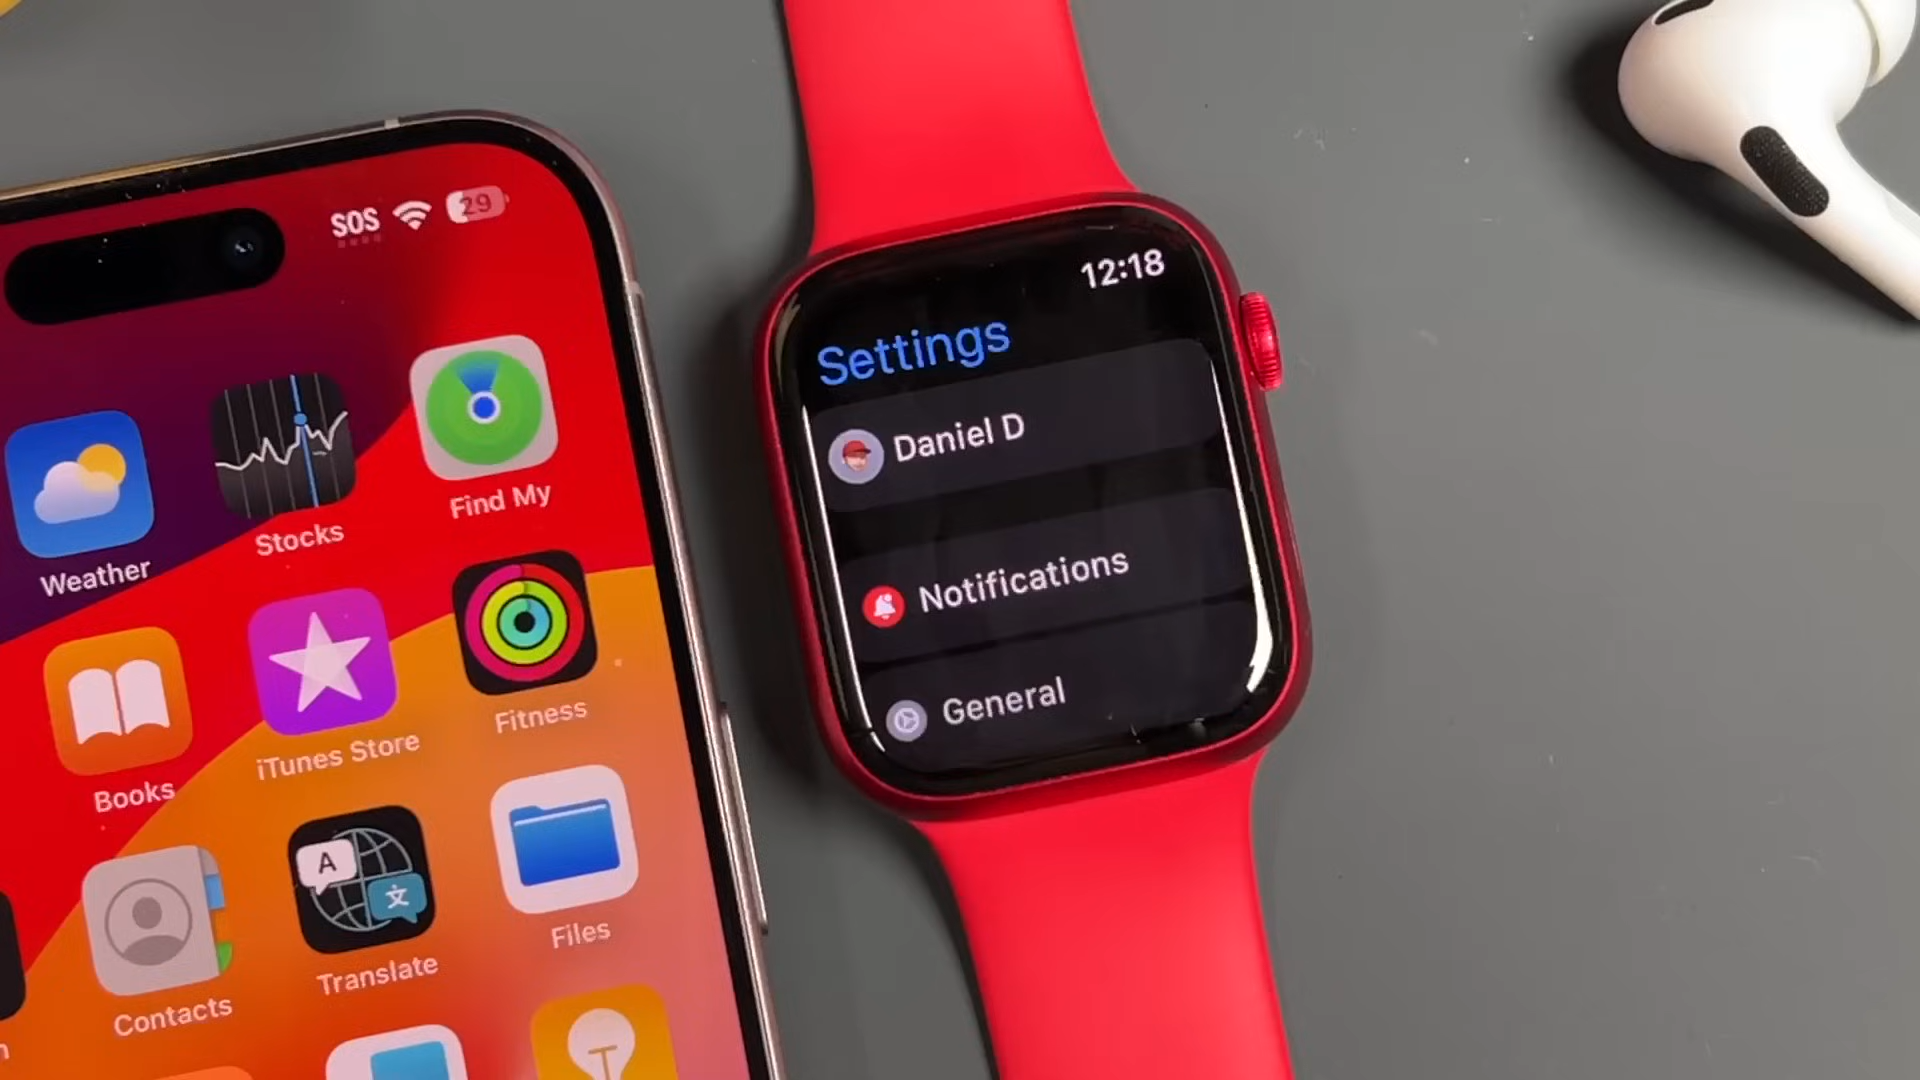 SOS 29
Weather
Stocks
Find My
Books
iTunes Store
Fitness
Contacts
A 文
Translate
Files
12:18
Settings
Daniel D
Notifications
General